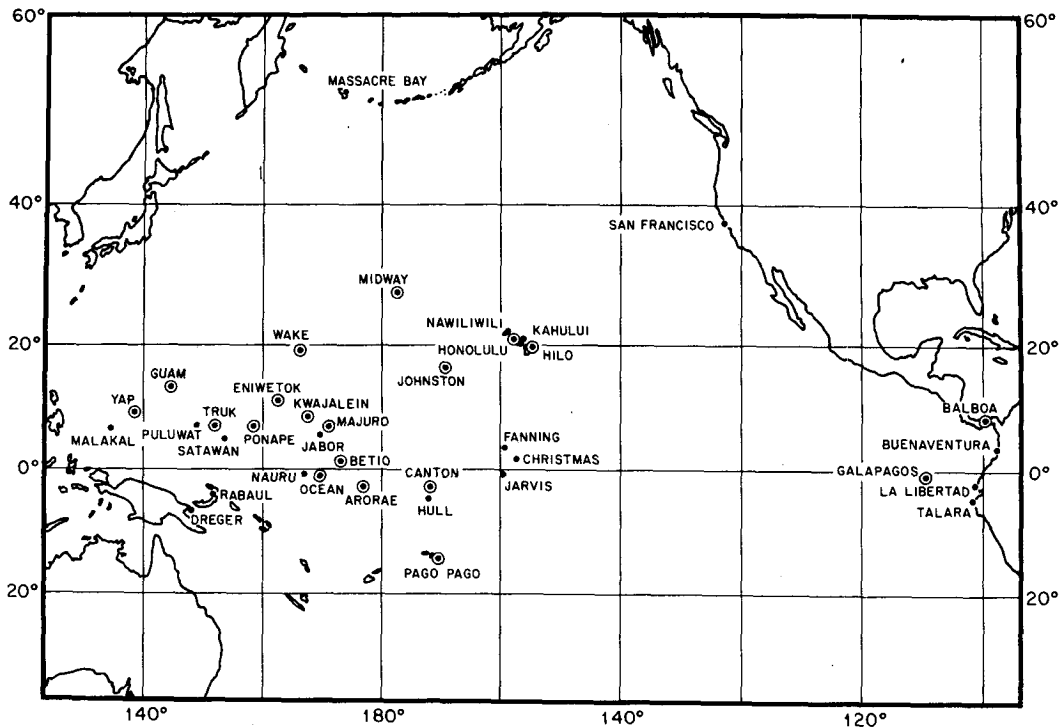 60°
60°
MASSACRE BAY
40°
40°
SAN FRANCISCO
MIDWAY
NAWILIWILI
KAHULUI
WAKE
20°
HONOLULU
HILO
20°
JOHNSTON
GUAM
ENIWETOK
YAP
KWAJALEIN
TRUK
MAJURO
BALBOA
MALAKAL
PULUWAT
PONAPE
JABOR
FANNING
SATAWAN
BUENAVENTURA
BETIO
CHRISTMAS
0°
NAURU
OCEAN
CANTON
GALAPAGOS
0°
ARORAE
JARVIS
LA LIBERTAD
RABAUL
HULL
TALARA
DREGER
PAGO PAGO
20°
20°
140°
180°
140°
120°